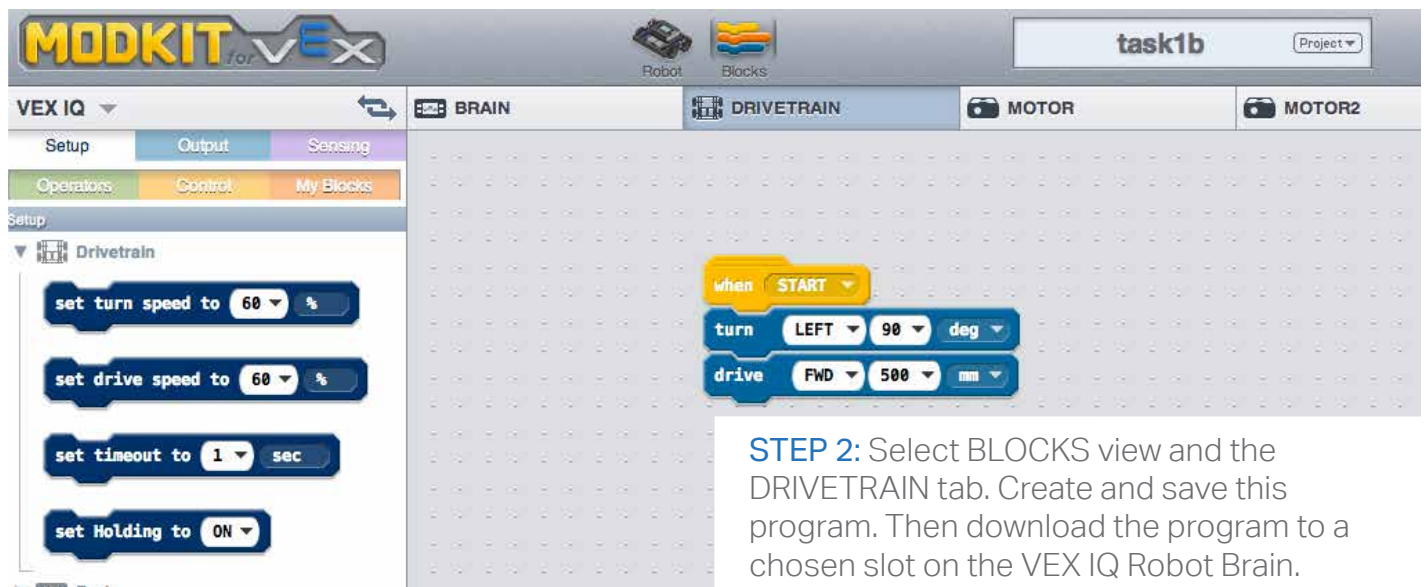 MODKIT for VEX
Robot
Blocks
task1b
Project
VEX IQ
BRAIN
DRIVETRAIN
MOTOR
MOTOR2
Setup
Output
Sensing
Operators
Control
My Blocks
Setup
Drivetrain
set turn speed to 60 %
set drive speed to 60 %
set timeout to 1 sec
set Holding to ON
when START
turn LEFT 90 deg
drive FWD 500 mm
STEP 2: Select BLOCKS view and the
DRIVETRAIN tab. Create and save this
program. Then download the program to a
chosen slot on the VEX IQ Robot Brain.